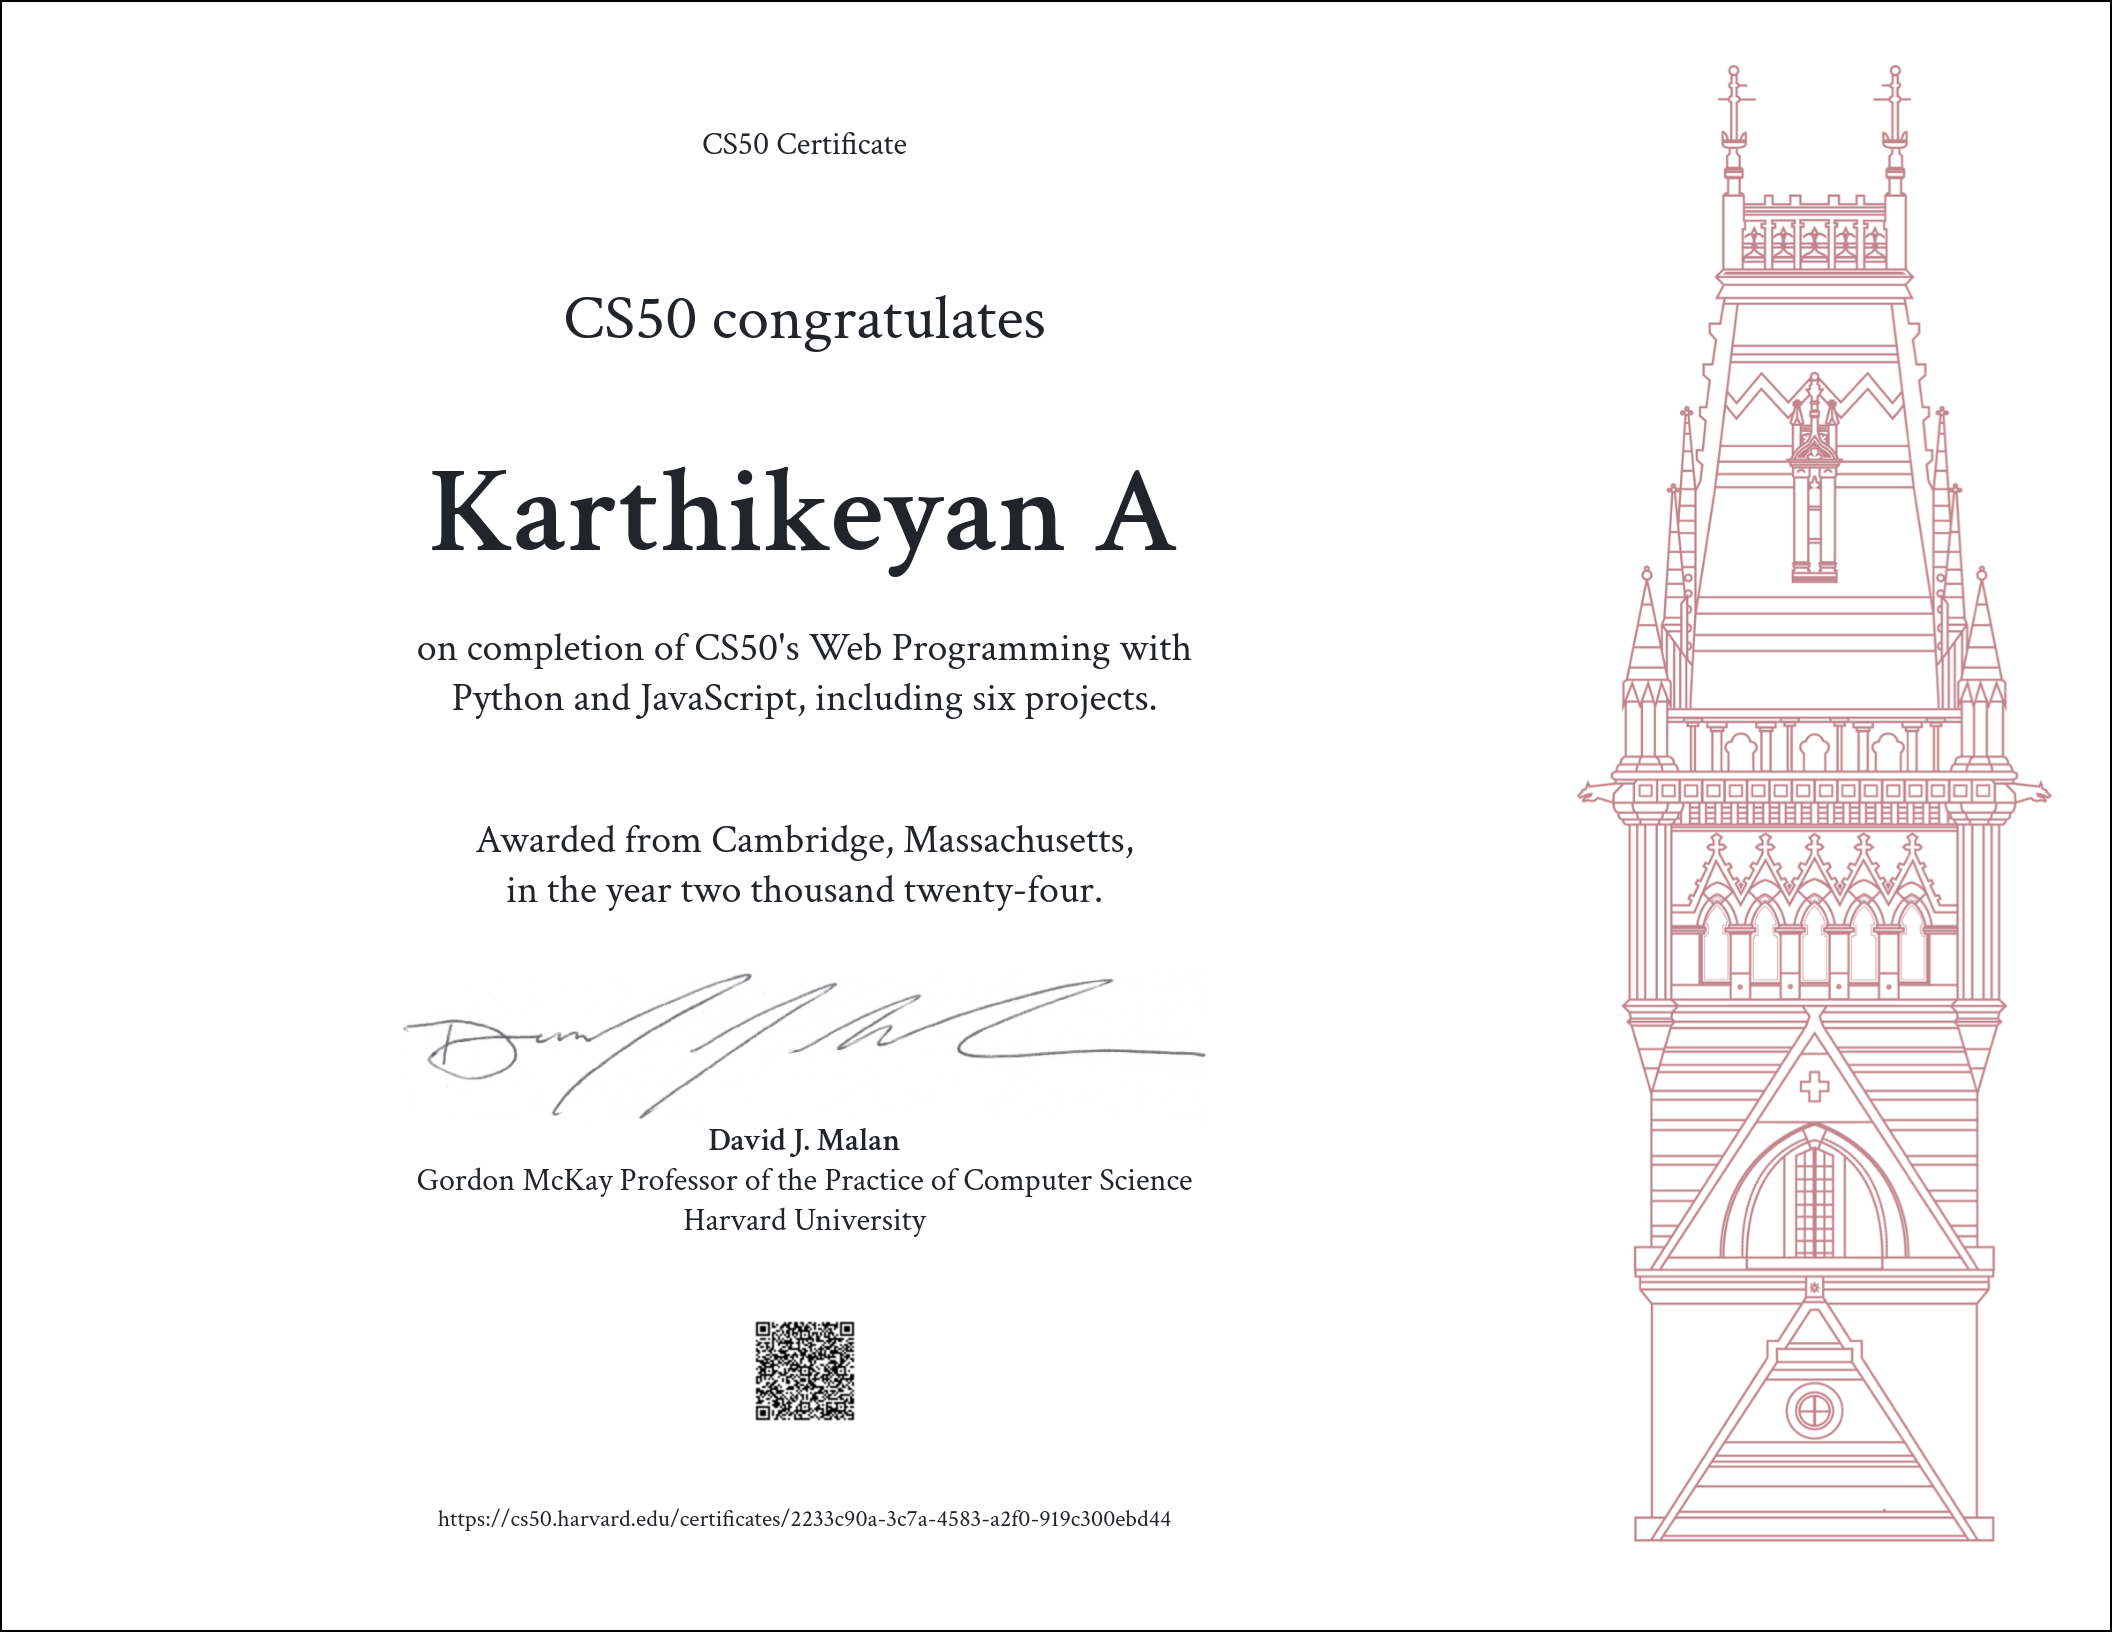 CS50 Certificate
CS50 congratulates
Karthikeyan A
on completion of CS50's Web Programming with
Python and JavaScript, including six projects.
Awarded from Cambridge, Massachusetts,
in the year two thousand twenty-four.
David J. Malan
Gordon McKay Professor of the Practice of Computer Science
Harvard University
https://cs50.harvard.edu/certificates/2233c90a-3c7a-4583-a2f0-919c300ebd44